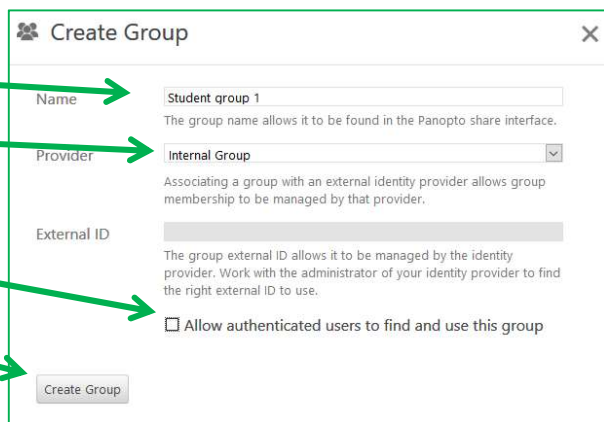 Create Group
Name
Student group 1
The group name allows it to be found in the Panopto share interface.
Provider
Internal Group
Associating a group with an external identity provider allows group
membership to be managed by that provider.
External ID
The group external ID allows it to be managed by the identity
provider. Work with the administrator of your identity provider to find
the right external ID to use.
Allow authenticated users to find and use this group
Create Group